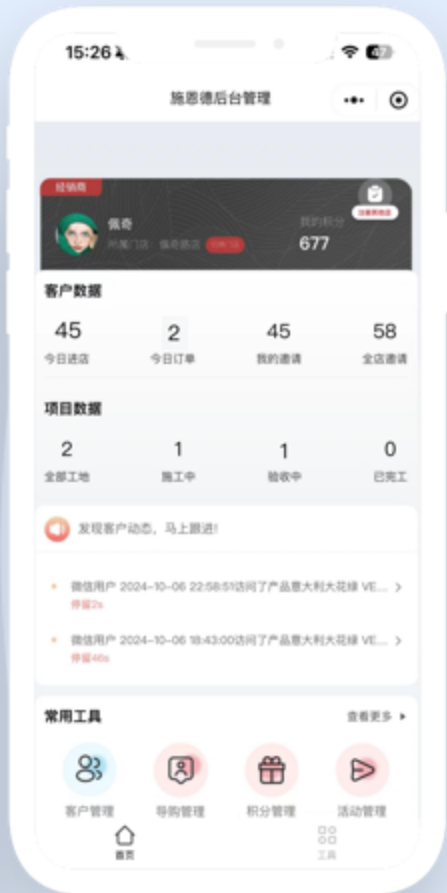 15:26
47
施恩德后台管理
经销商
佩奇
我的积分
所属门店：佩奇路店
677
客户数据
45 2 45 58
今日进店 今日订单 我的邀请 全店邀请
项目数据
2 1 1 0
全部工地 施工中 验收中 已完工
发现客户动态，马上跟进!
微信用户 2024-10-06 22:58:51访问了产品意大利大花绿 VE...
停留2s
微信用户 2024-10-06 18:43:00访问了产品意大利大花绿 VE...
停留46s
常用工具 查看更多
客户管理 导购管理 积分管理 活动管理
首页 工具